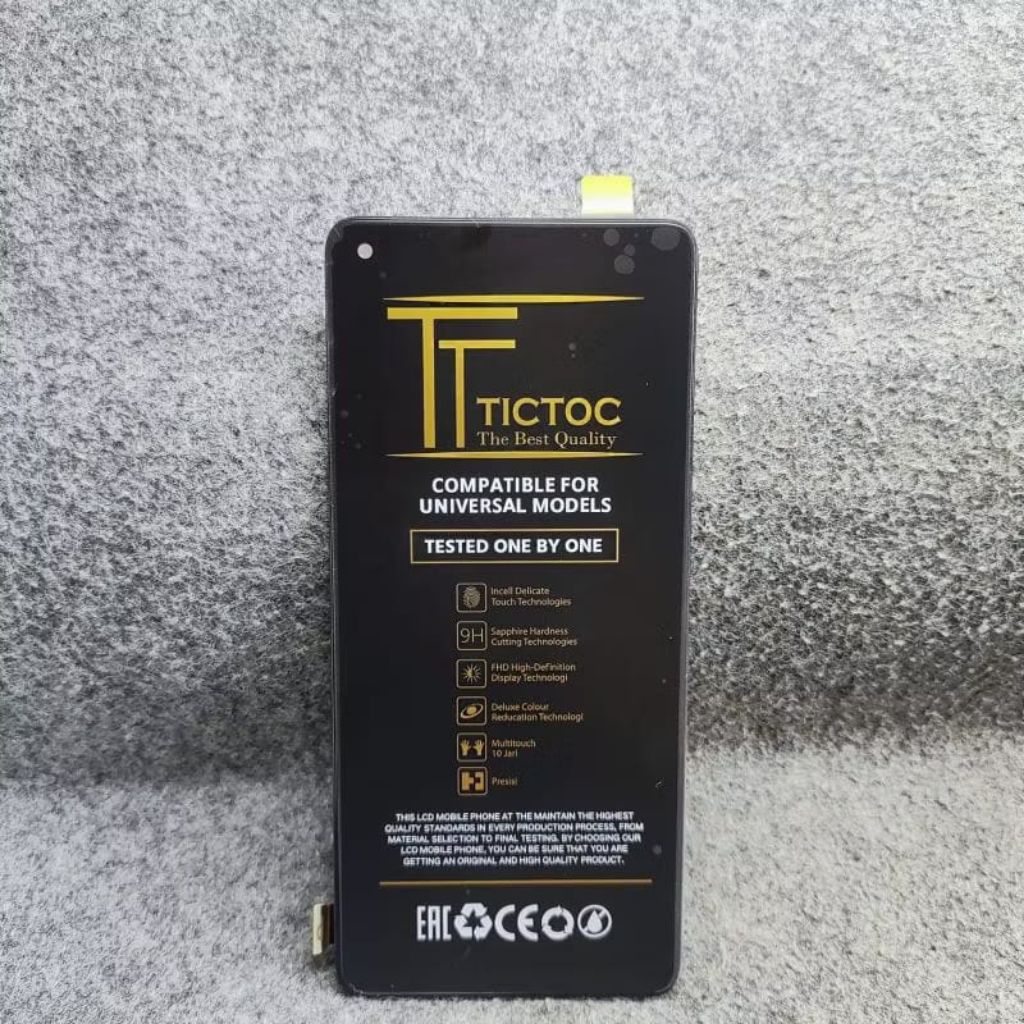 TT
TICTOC
The Best Quality
COMPATIBLE FOR
UNIVERSAL MODELS
TESTED ONE BY ONE
Incell Delicate
Touch Technologies
9H
Sapphire Hardness
Cutting Technologies
FHD High-Definition
Display Technologi
Deluxe Colour
Reducation Technologi
Multitouch
10 Jari
Presisi
THIS LCD MOBILE PHONE AT THE MAINTAIN THE HIGHEST
QUALITY STANDARDS IN EVERY PRODUCTION PROCESS, FROM
MATERIAL SELECTION TO FINAL TESTING. BY CHOOSING OUR
LCD MOBILE PHONE, YOU CAN BE SURE THAT YOU ARE
GETTING AN ORIGINAL AND HIGH QUALITY PRODUCT.
EAC CE